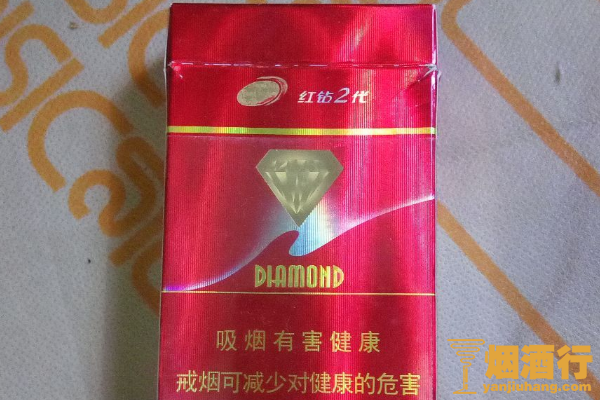 红钻2代
DIAMOND
吸烟有害健康
戒烟可减少对健康的危害
烟酒行
yanjiuhang.com